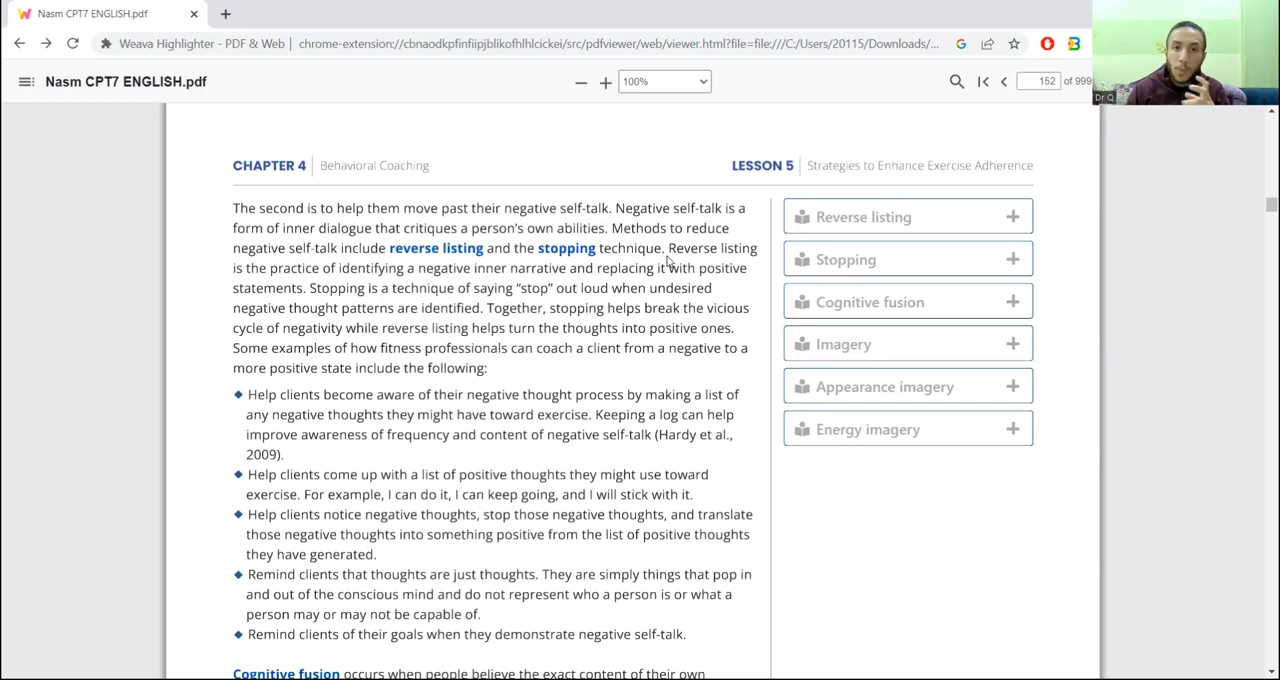 Nasm CPT7 ENGLISH.pdf
Weava Highlighter - PDF & Web | chrome-extension://cbnaodkpfinfiipjblikofhlhlcickei/src/pdfviewer/web/viewer.html?file=file:///C:/Users/20115/Downloads/...
Nasm CPT7 ENGLISH.pdf
100%
152 of 999
Dr Q
CHAPTER 4 | Behavioral Coaching
LESSON 5 | Strategies to Enhance Exercise Adherence
The second is to help them move past their negative self-talk. Negative self-talk is a
form of inner dialogue that critiques a person's own abilities. Methods to reduce
negative self-talk include reverse listing and the stopping technique. Reverse listing
is the practice of identifying a negative inner narrative and replacing it with positive
statements. Stopping is a technique of saying "stop" out loud when undesired
negative thought patterns are identified. Together, stopping helps break the vicious
cycle of negativity while reverse listing helps turn the thoughts into positive ones.
Some examples of how fitness professionals can coach a client from a negative to a
more positive state include the following:
Help clients become aware of their negative thought process by making a list of
any negative thoughts they might have toward exercise. Keeping a log can help
improve awareness of frequency and content of negative self-talk (Hardy et al.,
2009).
Help clients come up with a list of positive thoughts they might use toward
exercise. For example, I can do it, I can keep going, and I will stick with it.
Help clients notice negative thoughts, stop those negative thoughts, and translate
those negative thoughts into something positive from the list of positive thoughts
they have generated.
Remind clients that thoughts are just thoughts. They are simply things that pop in
and out of the conscious mind and do not represent who a person is or what a
person may or may not be capable of.
Remind clients of their goals when they demonstrate negative self-talk.
Cognitive fusion occurs when people believe the exact content of their own
Reverse listing
Stopping
Cognitive fusion
Imagery
Appearance imagery
Energy imagery